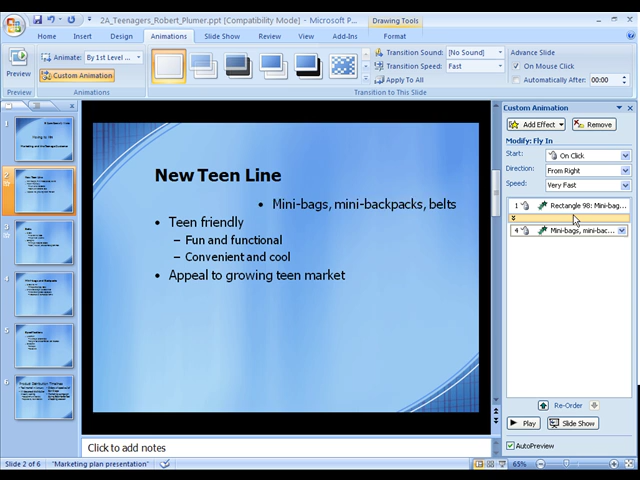 2A_Teenagers_Robert_Plumer.ppt [Compatibility Mode] - Microsoft P...
Drawing Tools
Home Insert Design Animations Slide Show Review View Format
Preview
Animate: By 1st Level ...
Custom Animation
Transition Sound: [No Sound]
Transition Speed: Fast
Apply To All
Advance Slide
On Mouse Click
Automatically After: 00:00
Preview
Animations
Transition to This Slide
1
2
3
4
5
6
New Teen Line
• Mini-bags, mini-backpacks, belts
• Teen friendly
– Fun and functional
– Convenient and cool
• Appeal to growing teen market
Click to add notes
Custom Animation
Add Effect
Remove
Modify: Fly In
Start: On Click
Direction: From Right
Speed: Very Fast
1 Rectangle 98: Mini-bag...
4 Mini-bags, mini-bac...
Re-Order
Play
Slide Show
AutoPreview
Slide 2 of 6
"Marketing plan presentation"
65%